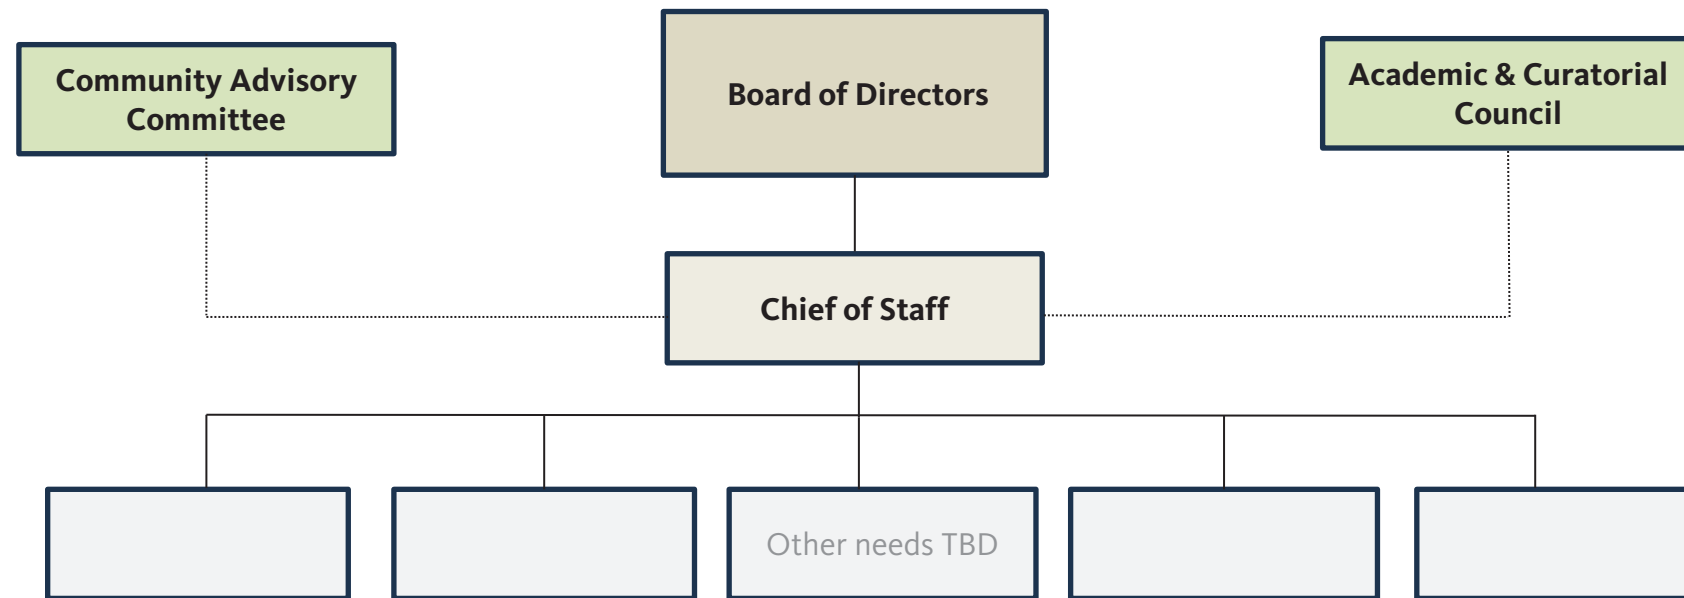 Community Advisory
Committee
Board of Directors
Academic & Curatorial
Council
Chief of Staff
Other needs TBD